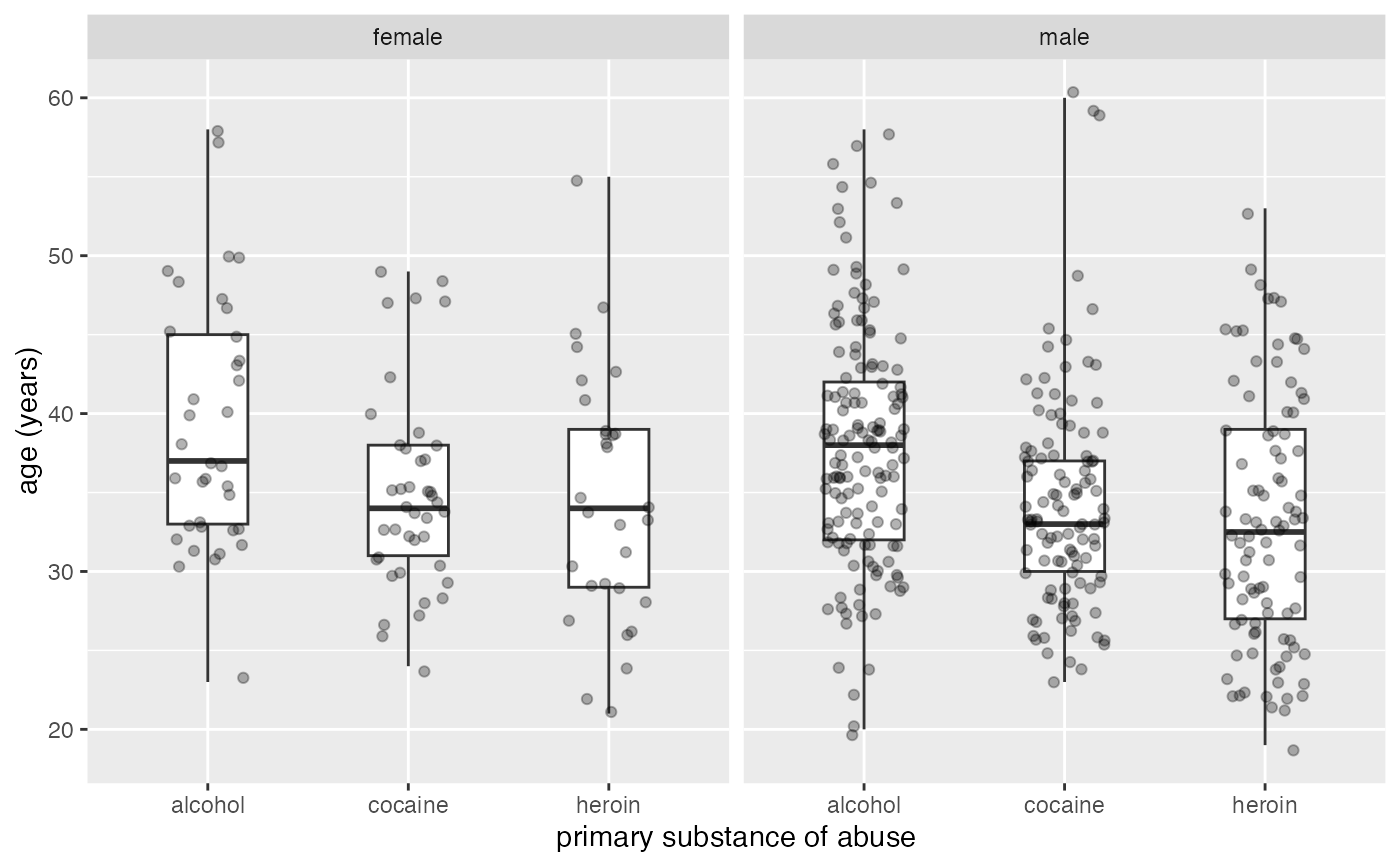 female
male
age (years)
60
50
40
30
20
alcohol
cocaine
heroin
alcohol
cocaine
heroin
primary substance of abuse